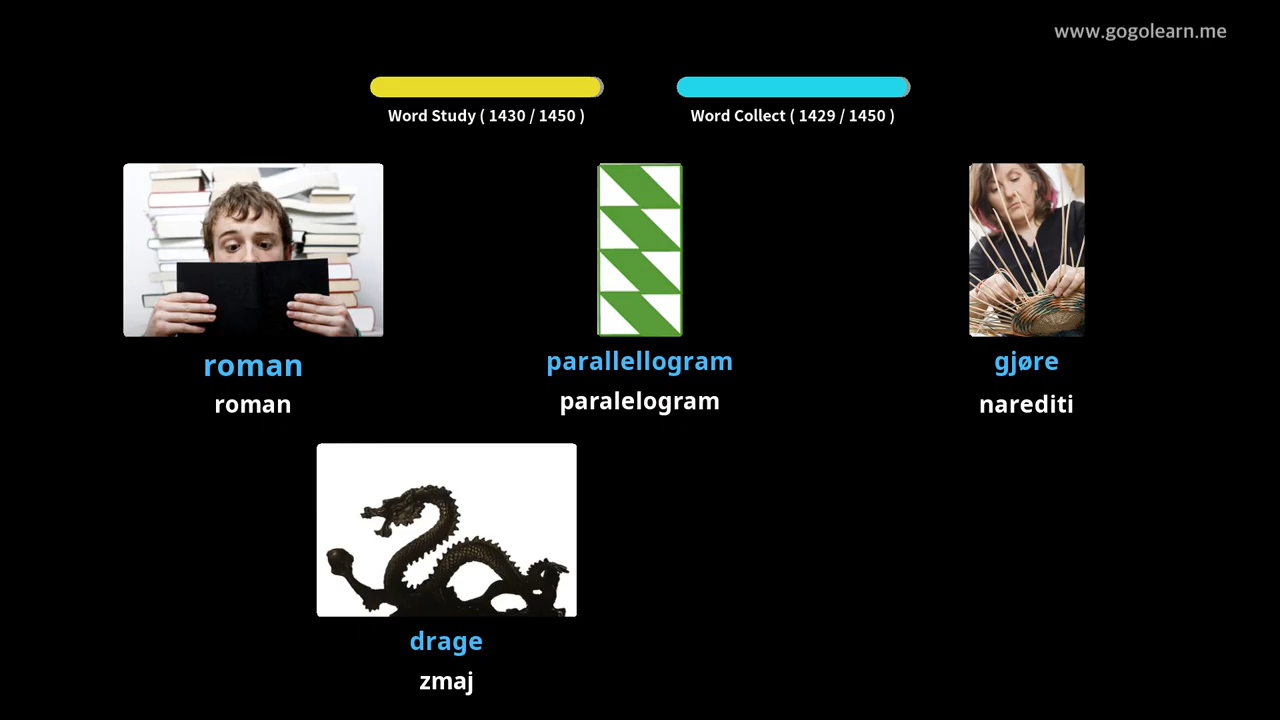 www.gogolearn.me
Word Study ( 1430 / 1450 )
Word Collect ( 1429 / 1450 )
roman
roman
parallellogram
paralelogram
gjøre
narediti
drage
zmaj